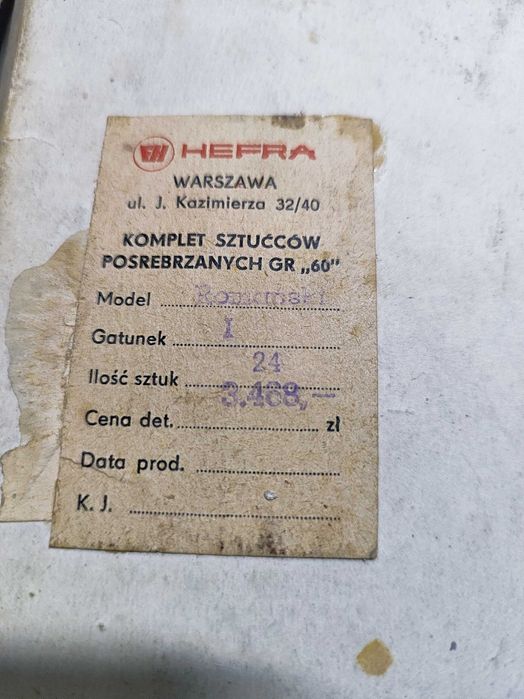 HEFRA
WARSZAWA
ul. J. Kazimierza 32/40
KOMPLET SZTUĆCÓW
POSREBRZANYCH GR „60"
Model
Gatunek I
Ilość sztuk 24
Cena det. 3.468,— zł
Data prod.
K. J.